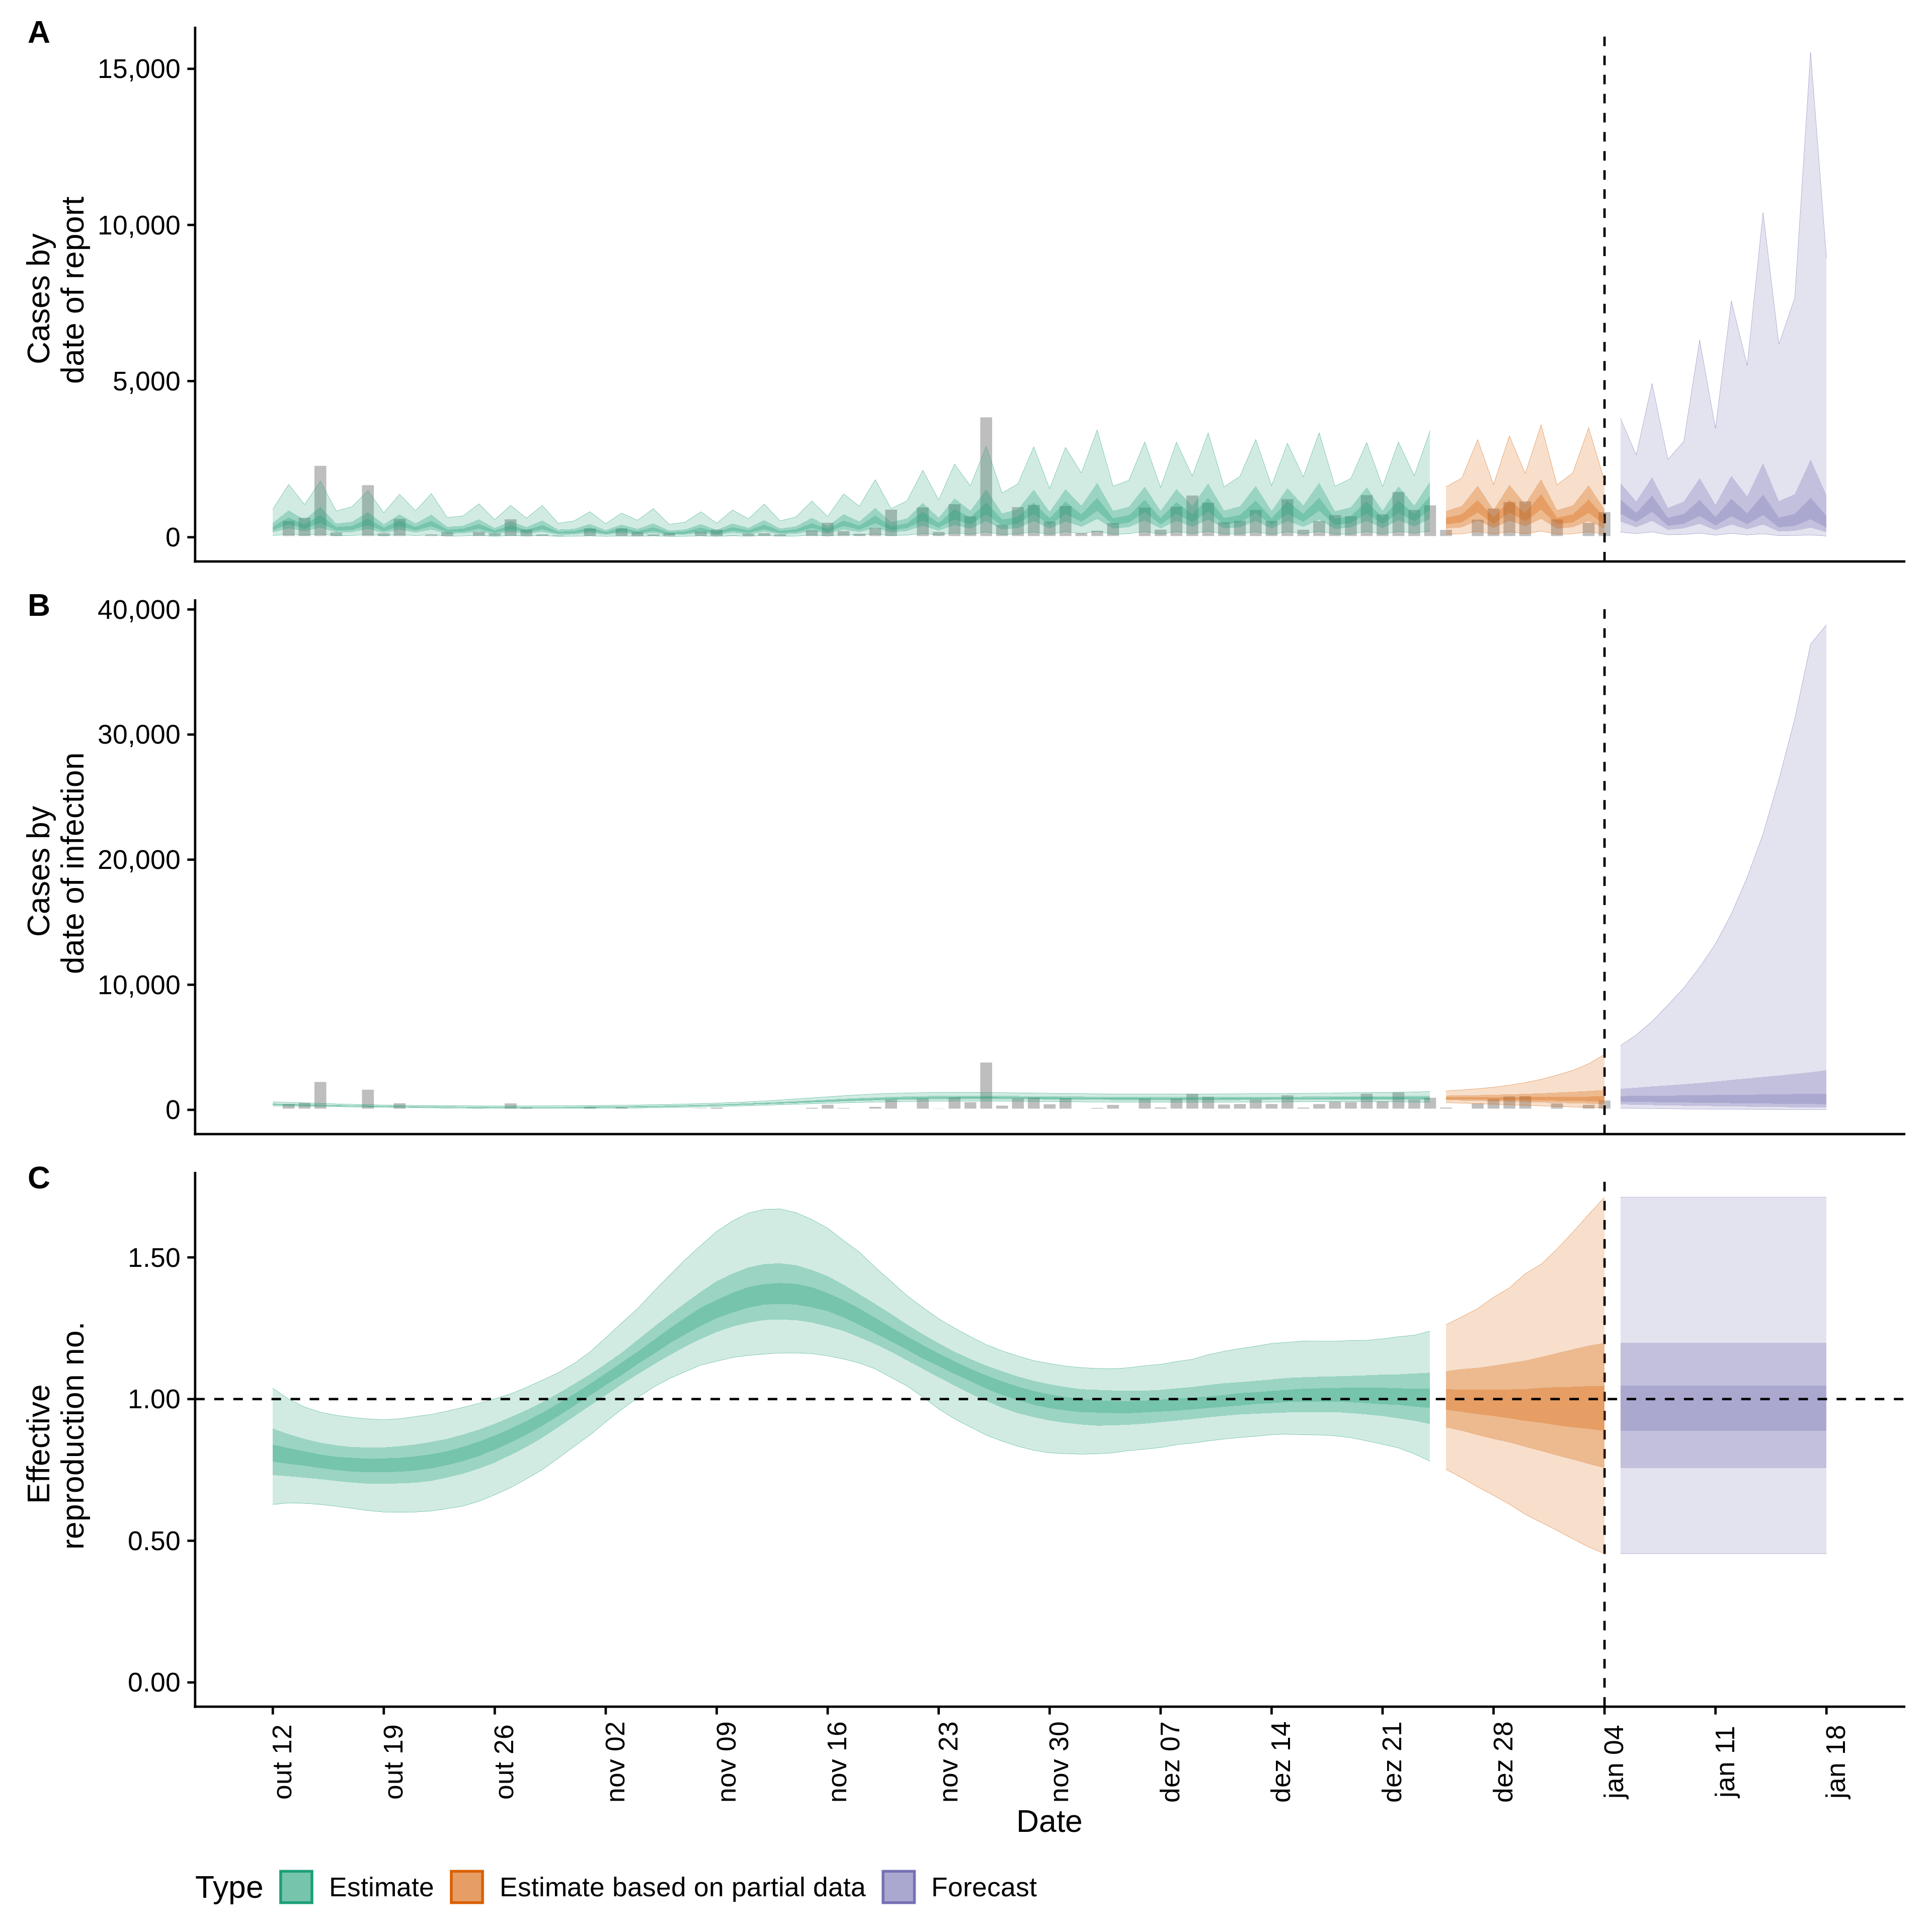 A
15,000
10,000
5,000
0
Cases by
date of report
B
40,000
30,000
20,000
10,000
0
Cases by
date of infection
C
1.50
1.00
0.50
0.00
Effective
reproduction no.
out 12
out 19
out 26
nov 02
nov 09
nov 16
nov 23
nov 30
dez 07
dez 14
dez 21
dez 28
jan 04
jan 11
jan 18
Date
Type Estimate Estimate based on partial data Forecast